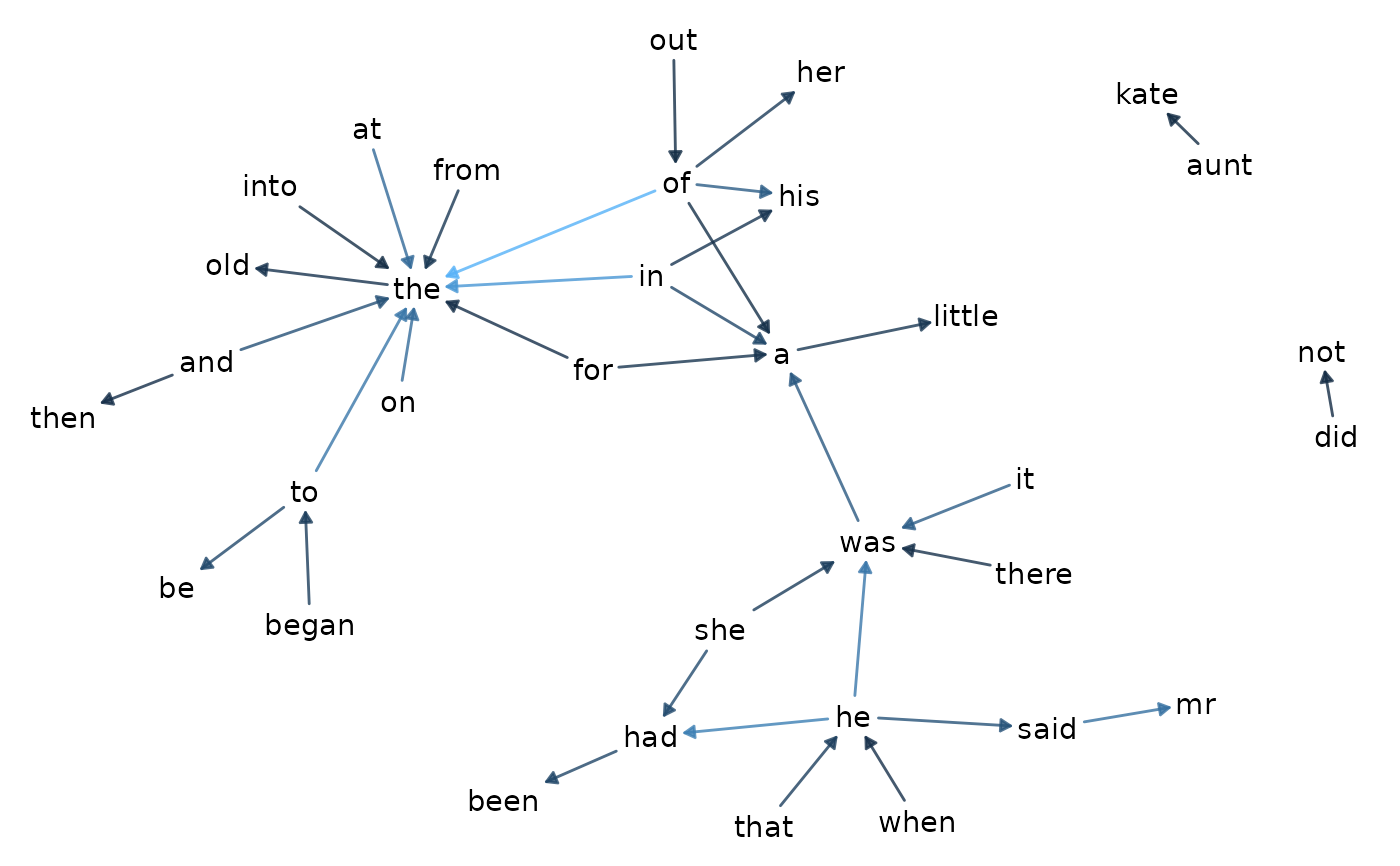 out
her
kate
at
aunt
from
of
into
his
old
in
the
little
not
a
and
for
on
then
did
it
to
was
there
be
began
she
mr
he
said
had
been
when
that